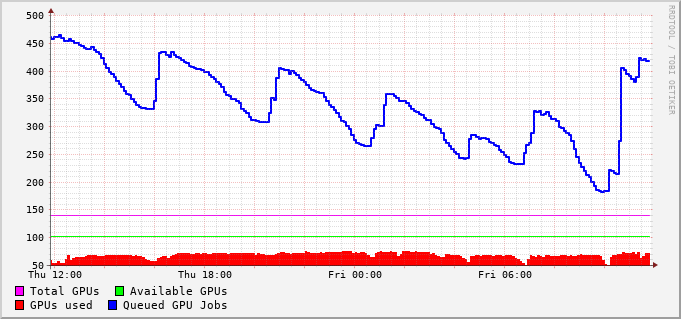 500
450
400
350
300
250
200
150
100
50
Thu 12:00 Thu 18:00 Fri 00:00 Fri 06:00
Total GPUs Available GPUs
GPUs used Queued GPU Jobs
RRDTOOL / TOBI OETIKER